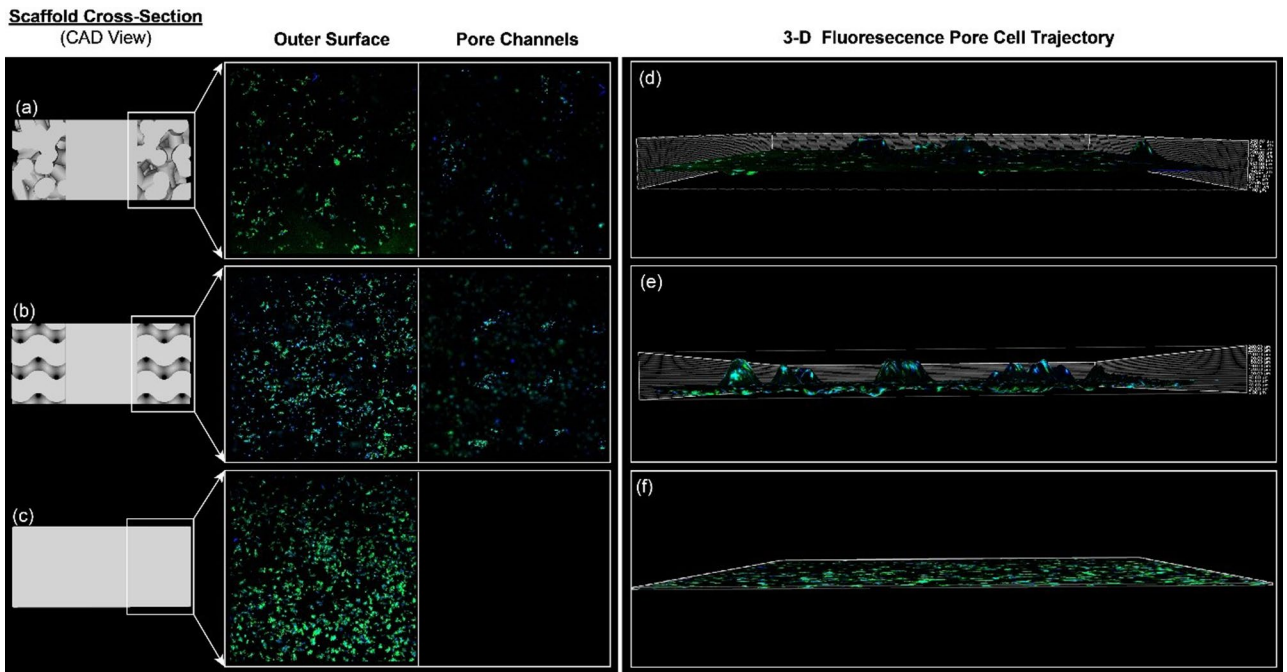 Scaffold Cross-Section
(CAD View)
Outer Surface
Pore Channels
3-D Fluoresecence Pore Cell Trajectory
(a)
(d)
(b)
(e)
(c)
(f)